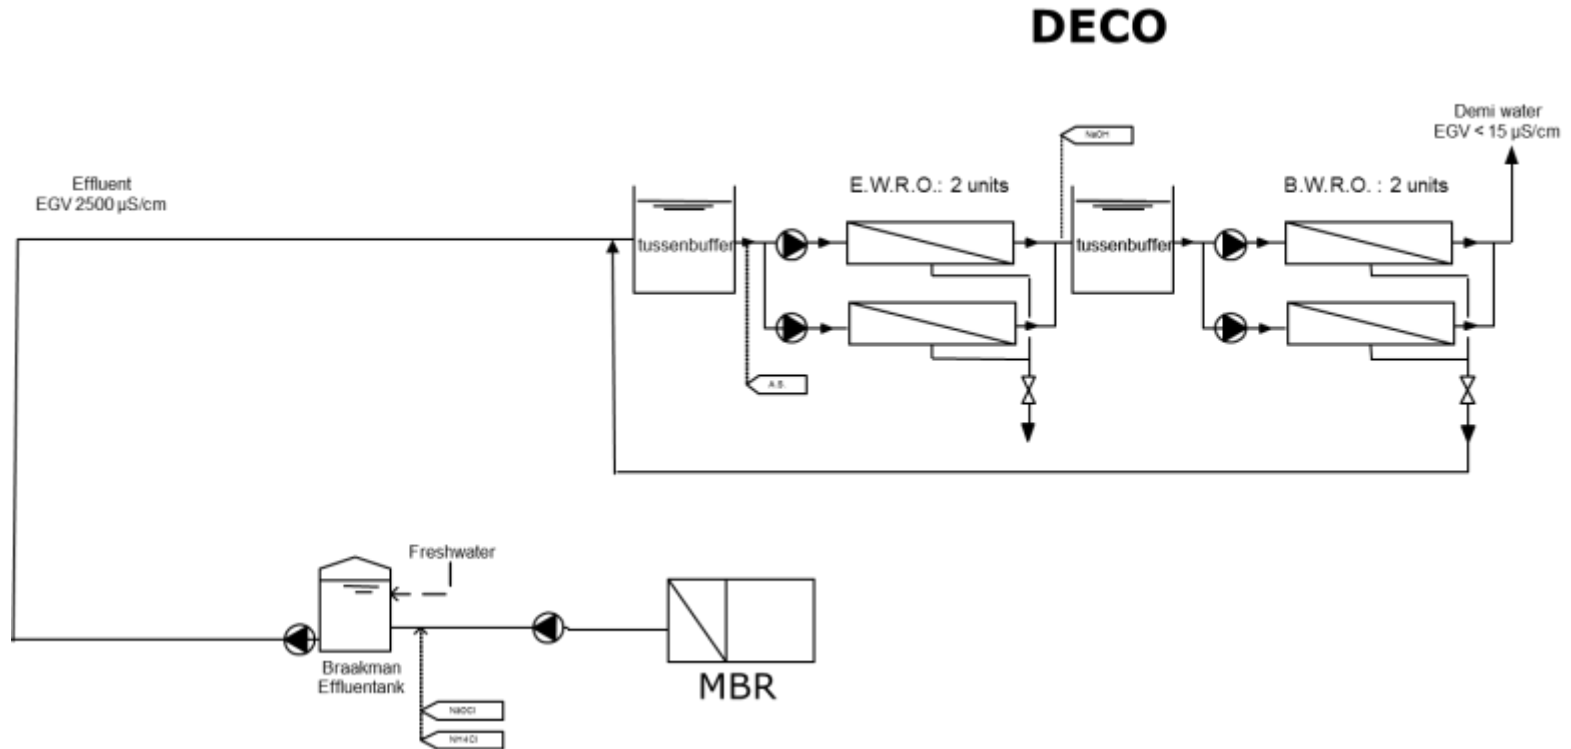 DECO
Demi water
EGV < 15 µS/cm
NaOH
Effluent
EGV 2500 µS/cm
E.W.R.O.: 2 units
B.W.R.O. : 2 units
tussenbuffer
tussenbuffer
A.S.
Freshwater
Braakman
Effluentank
MBR
NaOCl
NH4Cl